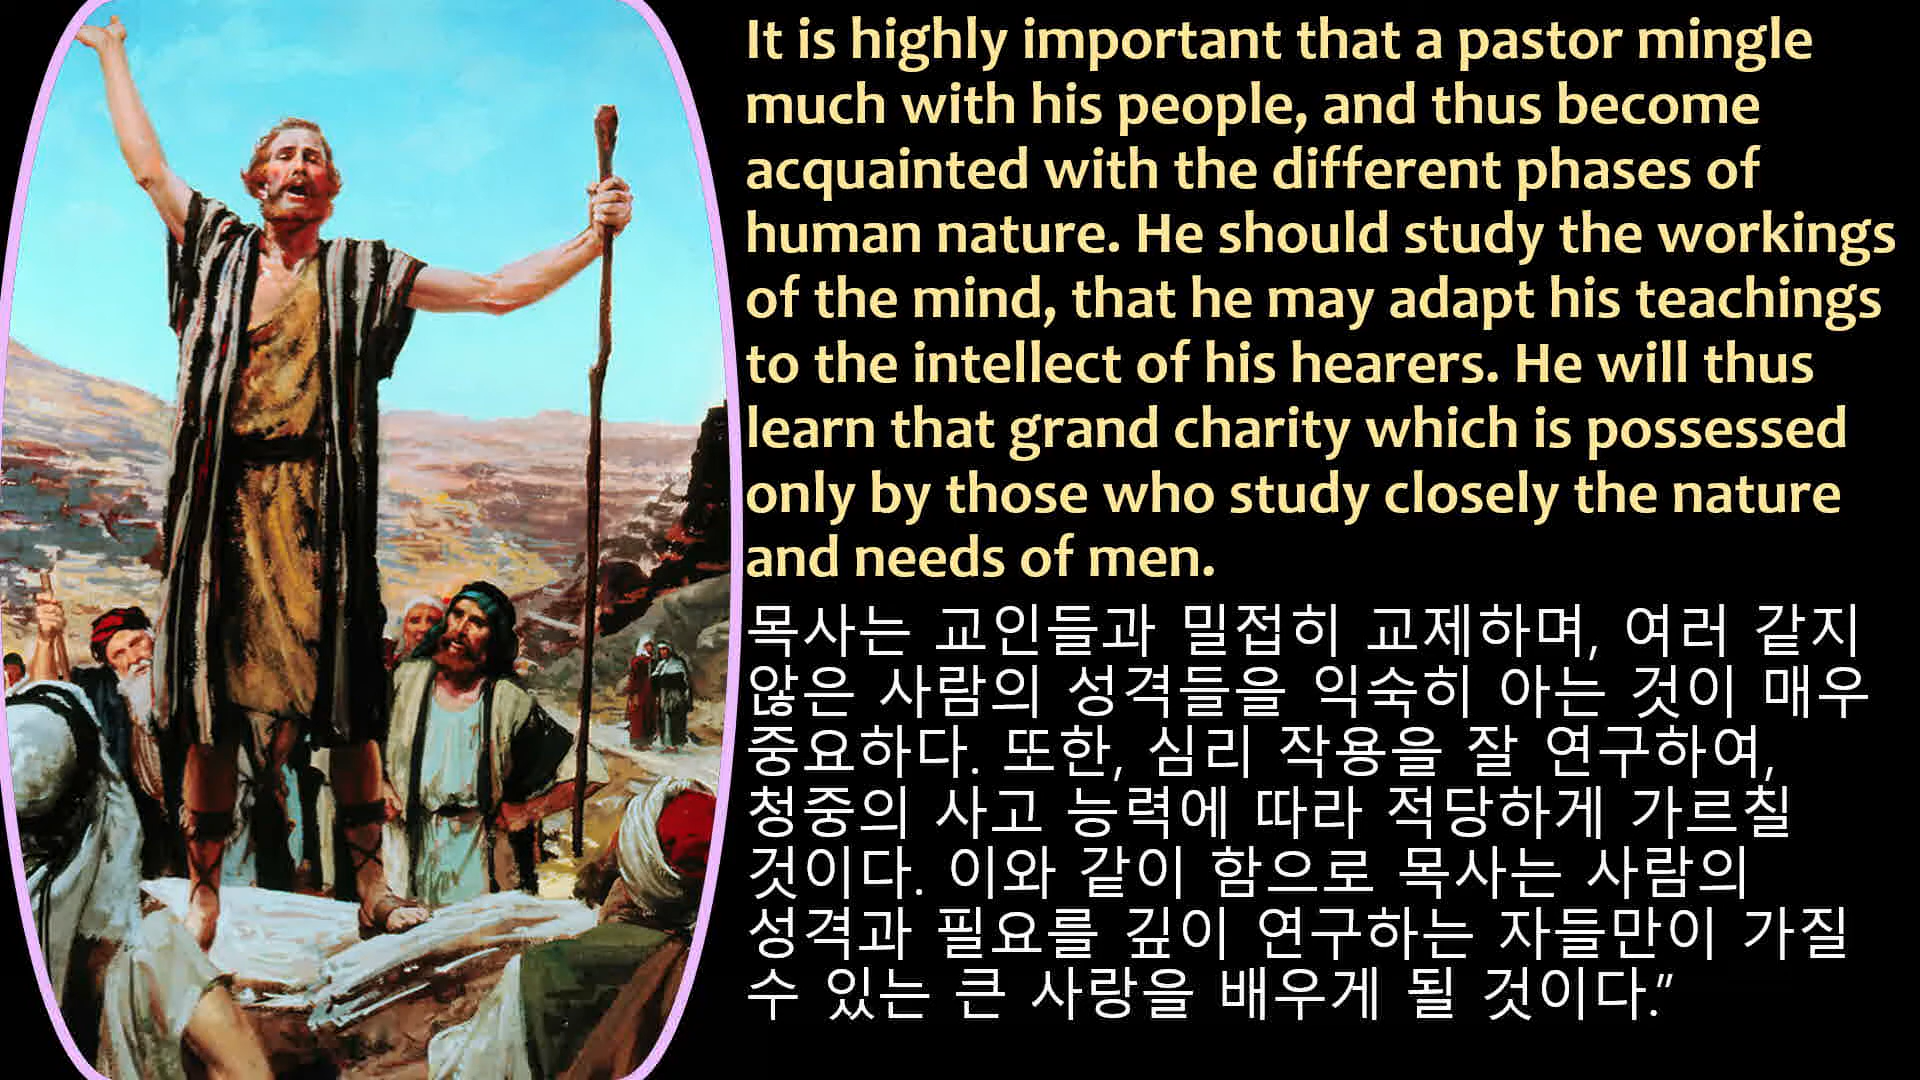 It is highly important that a pastor mingle
much with his people, and thus become
acquainted with the different phases of
human nature. He should study the workings
of the mind, that he may adapt his teachings
to the intellect of his hearers. He will thus
learn that grand charity which is possessed
only by those who study closely the nature
and needs of men.
목사는 교인들과 밀접히 교제하며, 여러 같지
않은 사람의 성격들을 익숙히 아는 것이 매우
중요하다. 또한, 심리 작용을 잘 연구하여,
청중의 사고 능력에 따라 적당하게 가르칠
것이다. 이와 같이 함으로 목사는 사람의
성격과 필요를 깊이 연구하는 자들만이 가질
수 있는 큰 사랑을 배우게 될 것이다.”